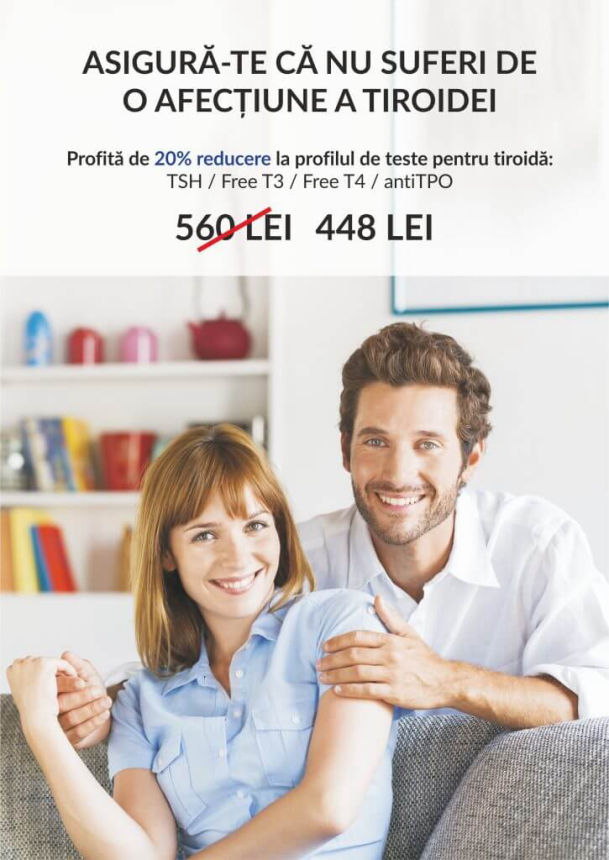 ASIGURĂ-TE CĂ NU SUFERI DE
O AFECȚIUNE A TIROIDEI
Profită de 20% reducere la profilul de teste pentru tiroidă:
TSH / Free T3 / Free T4 / antiTPO
560 LEI 448 LEI